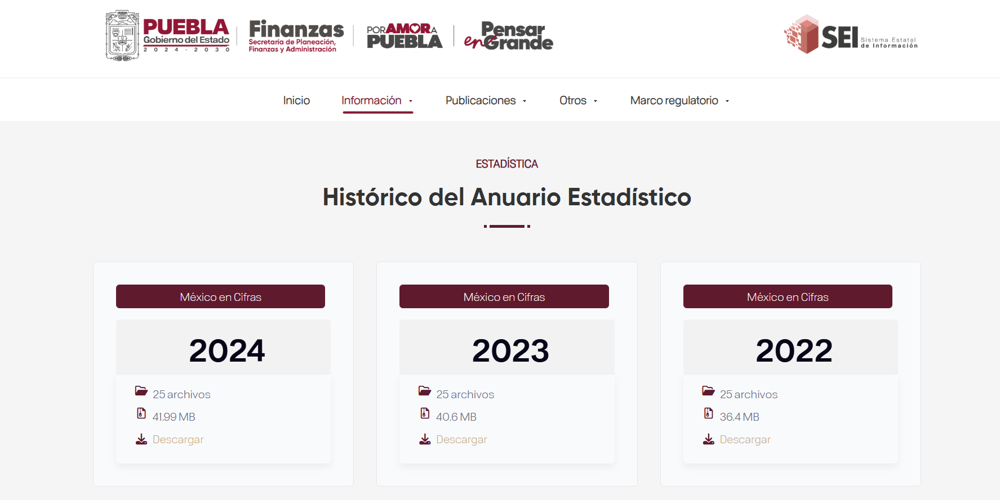 PUEBLA
Gobierno del Estado
2024-2030
Finanzas
Secretaría de Planeación,
Finanzas y Administración
POR AMOR A
PUEBLA
Pensar
en Grande
SEI Sistema Estatal
de Información
Inicio Información Publicaciones Otros Marco regulatorio
ESTADÍSTICA
Histórico del Anuario Estadístico
México en Cifras
2024
25 archivos
41.99 MB
Descargar
México en Cifras
2023
25 archivos
40.6 MB
Descargar
México en Cifras
2022
25 archivos
36.4 MB
Descargar